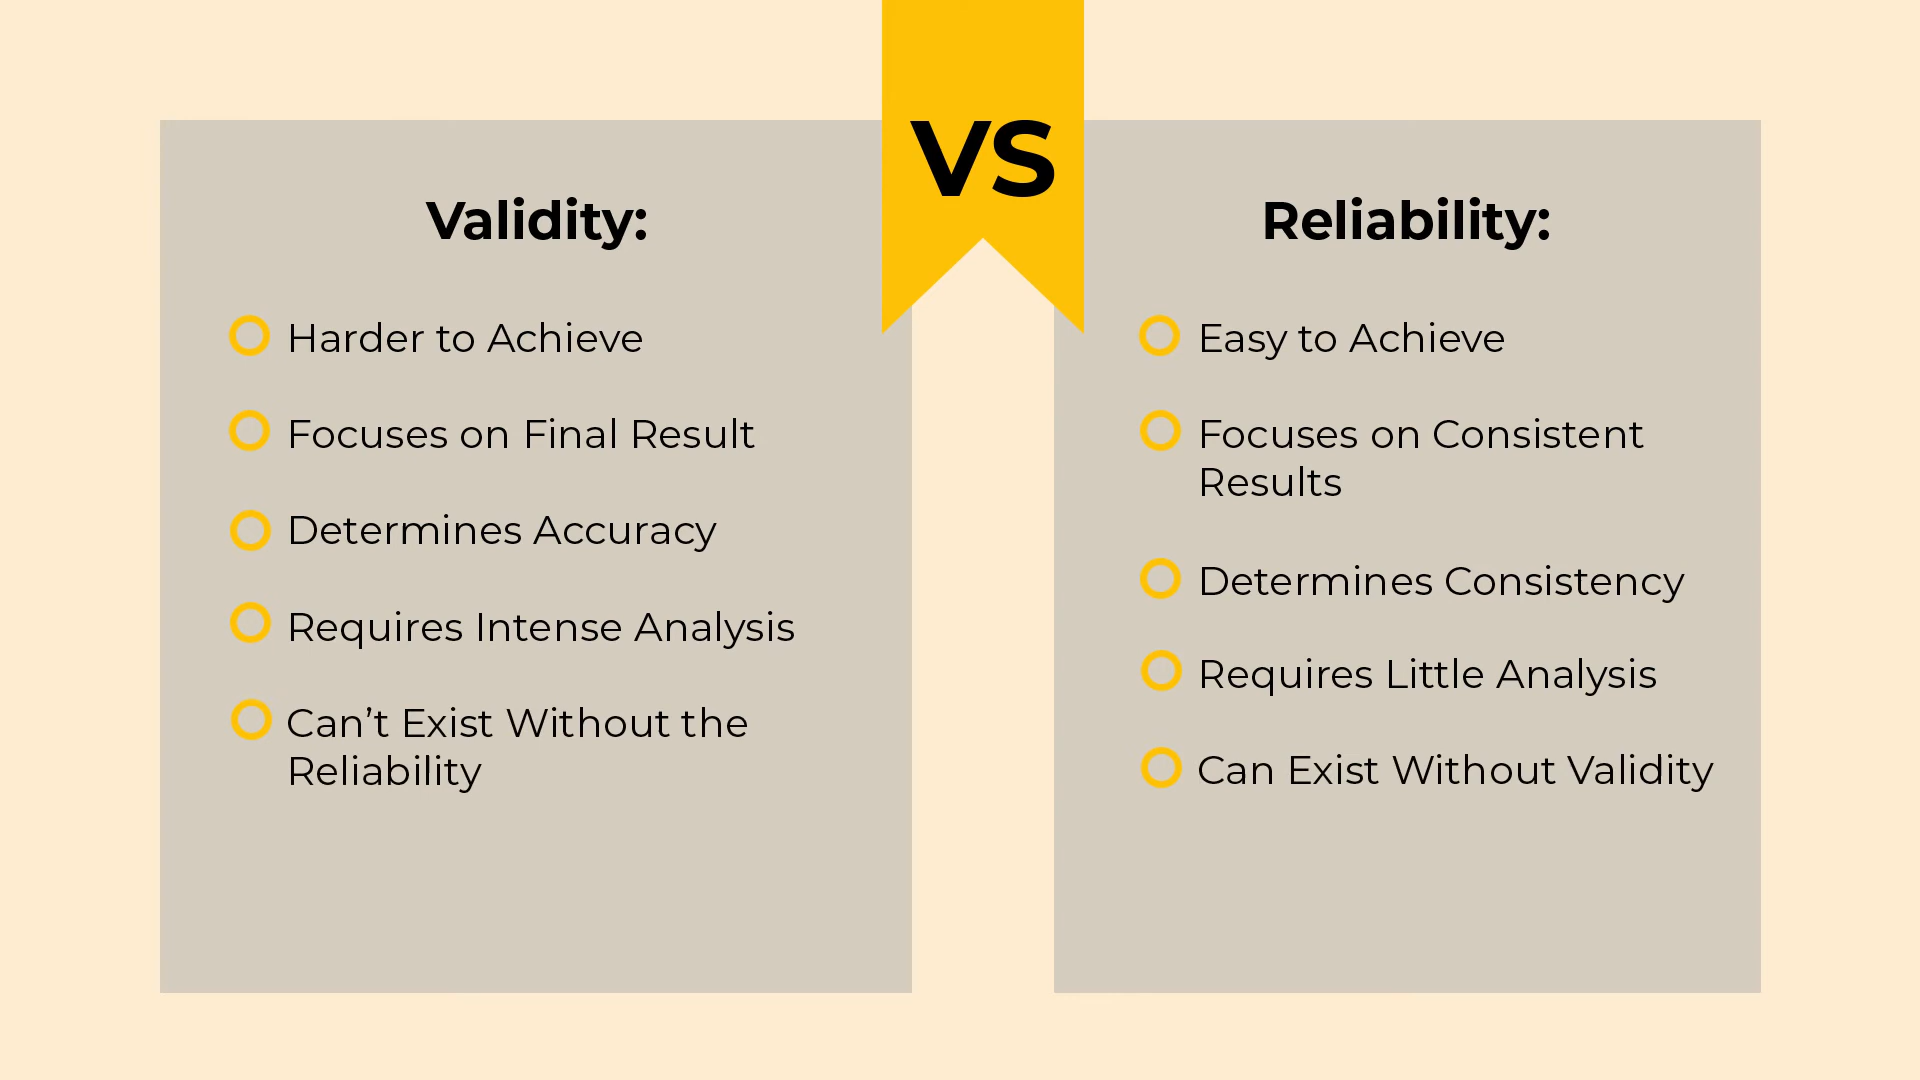 VS
Validity:
Harder to Achieve
Focuses on Final Result
Determines Accuracy
Requires Intense Analysis
Can’t Exist Without the
Reliability
Reliability:
Easy to Achieve
Focuses on Consistent
Results
Determines Consistency
Requires Little Analysis
Can Exist Without Validity